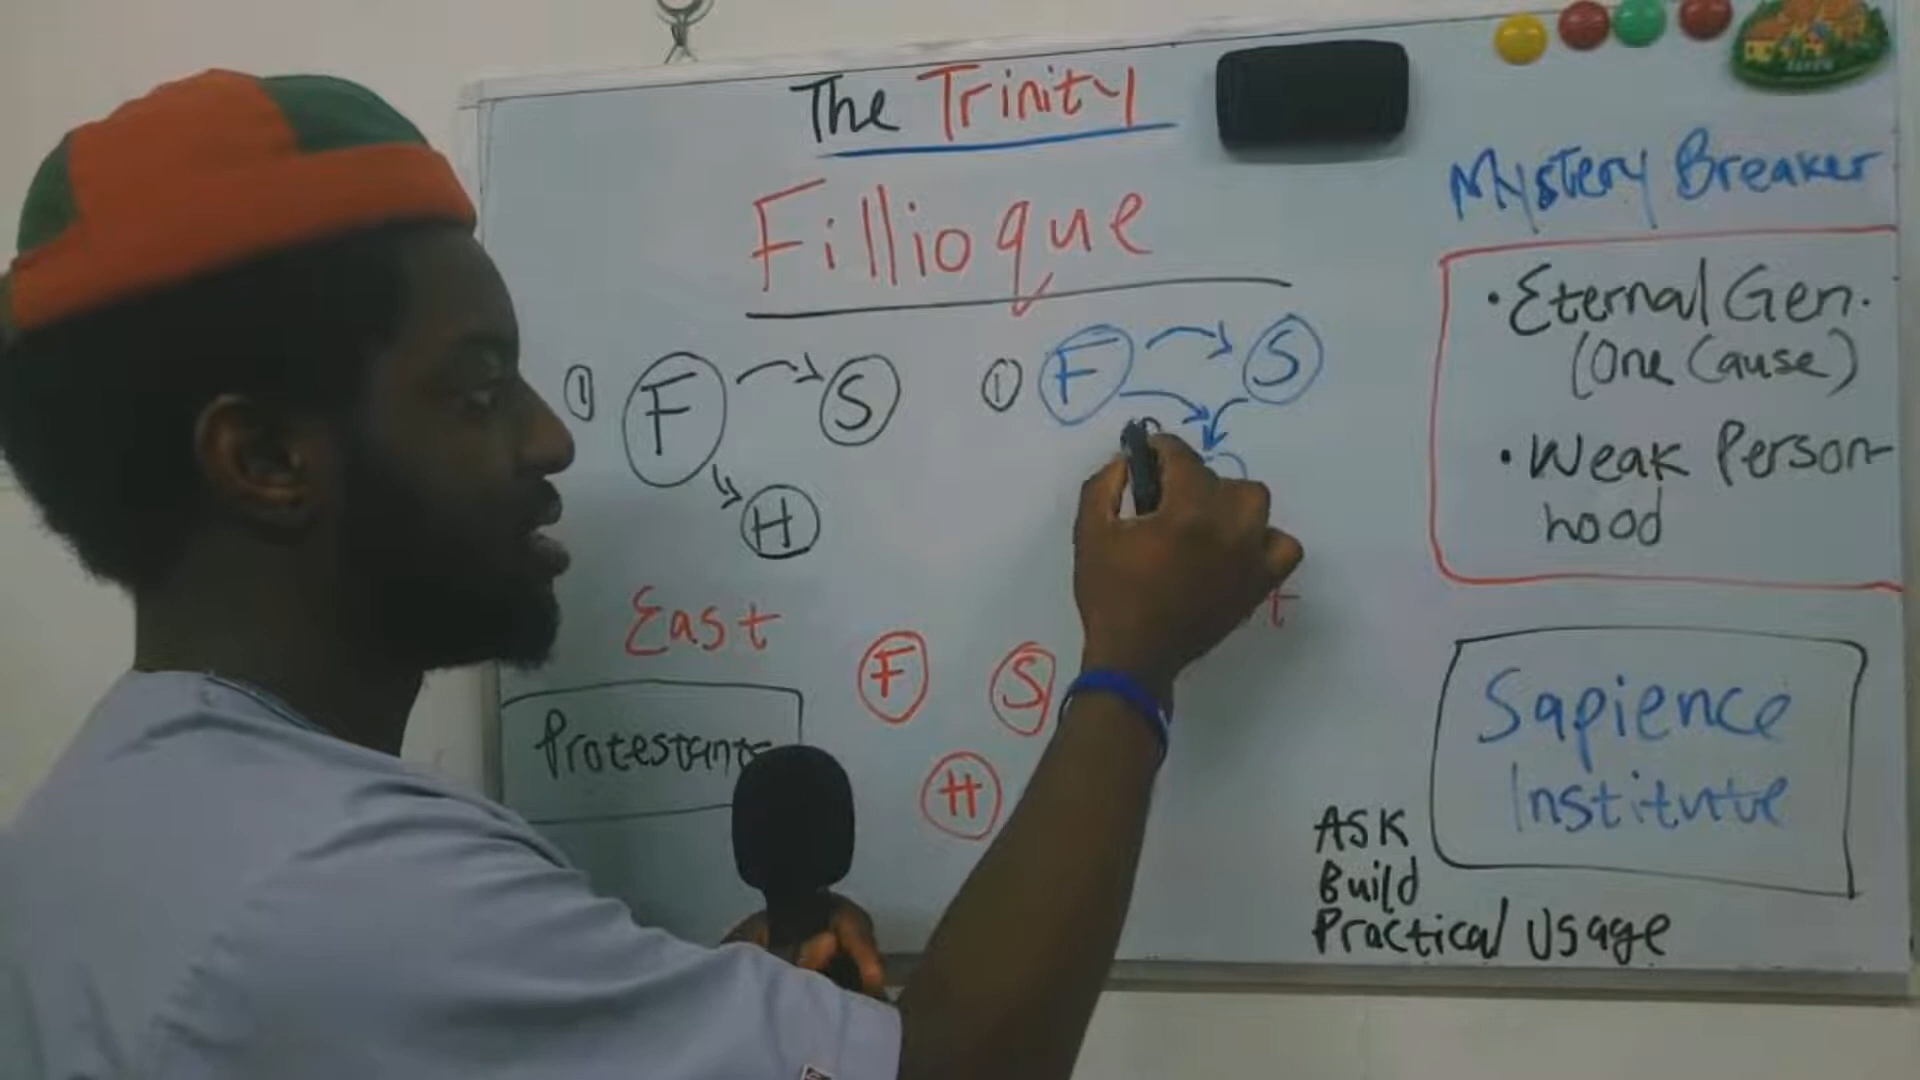 The Trinity
Fillioque
1 F S 1 F S
H
East
F S
H
Protestants
Mystery Breaker
• Eternal Gen.
(One Cause)
• Weak Person-
hood
Sapience
Institute
ASK
Build
Practical Usage